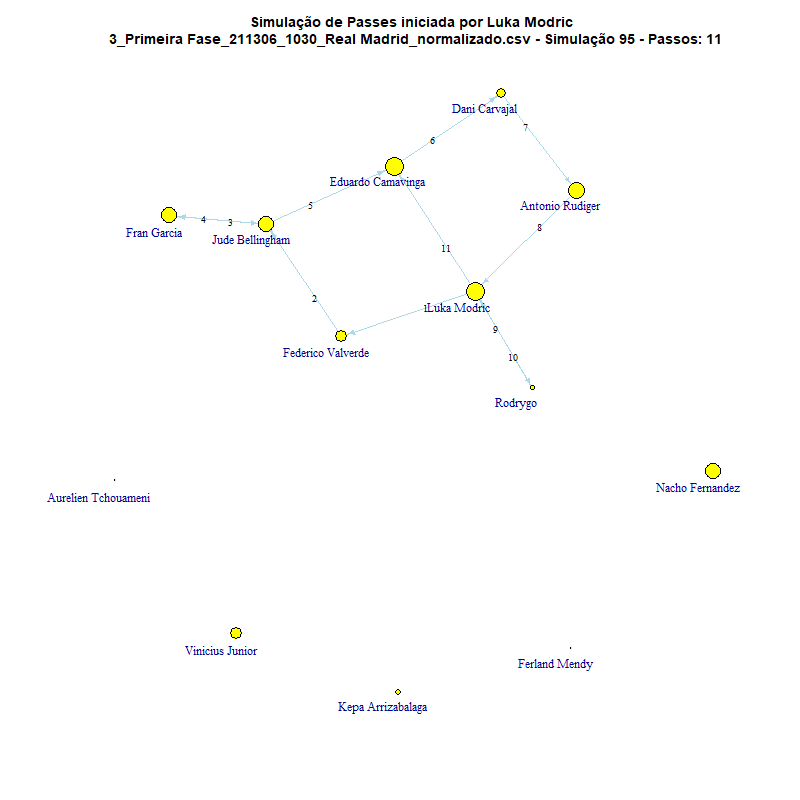 Simulação de Passes iniciada por Luka Modric
3_Primeira Fase_211306_1030_Real Madrid_normalizado.csv - Simulação 95 - Passos: 11
Dani Carvajal
7
6
Eduardo Camavinga
Antonio Rudiger
5
4
3
Fran Garcia
Jude Bellingham
8
11
2
1
Luka Modric
9
Federico Valverde
10
Rodrygo
Nacho Fernandez
Aurelien Tchouameni
Vinicius Junior
Ferland Mendy
Kepa Arrizabalaga